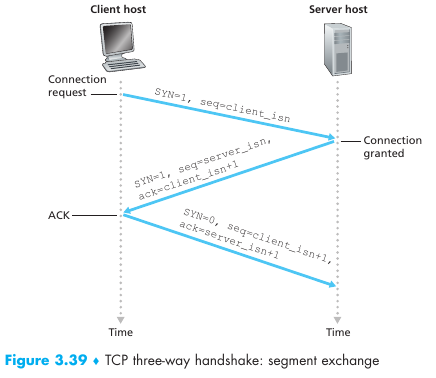 Client host
Server host
Connection
request
SYN=1, seq=client_isn
Connection
granted
SYN=1, seq=server_isn,
ack=client_isn+1
ACK
SYN=0, seq=client_isn+1,
ack=server_isn+1
Time
Time
Figure 3.39 ♦ TCP three-way handshake: segment exchange